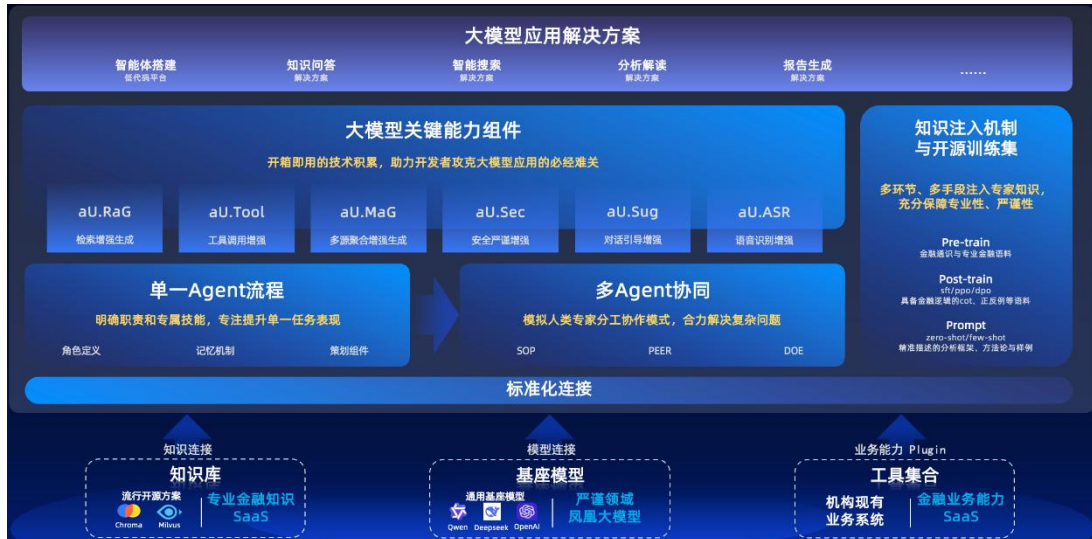 大模型应用解决方案
智能体搭建
低代码平台
知识问答
解决方案
智能搜索
解决方案
分析解读
解决方案
报告生成
解决方案
......
大模型关键能力组件
开箱即用的技术积累，助力开发者攻克大模型应用的必经难关
aU.RaG
检索增强生成
aU.Tool
工具调用增强
aU.MaG
多源聚合增强生成
aU.Sec
安全严谨增强
aU.Sug
对话引导增强
aU.ASR
语音识别增强
知识注入机制
与开源训练集
多环节、多手段注入专家知识，
充分保障专业性、严谨性
Pre-train
金融通识与专业金融语料
Post-train
sft/ppo/dpo
具备金融逻辑的cot、正反例等语料
Prompt
zero-shot/few-shot
精准描述的分析框架、方法论与样例
单一Agent流程
明确职责和专属技能，专注提升单一任务表现
角色定义
记忆机制
策划组件
多Agent协同
模拟人类专家分工协作模式，合力解决复杂问题
SOP
PEER
DOE
标准化连接
知识连接
知识库
流行开源方案
Chroma
Milvus
专业金融知识
SaaS
模型连接
基座模型
通用基座模型
Qwen
Deepseek
OpenAI
严谨领域
凤凰大模型
业务能力 Plugin
工具集合
机构现有
业务系统
金融业务能力
SaaS